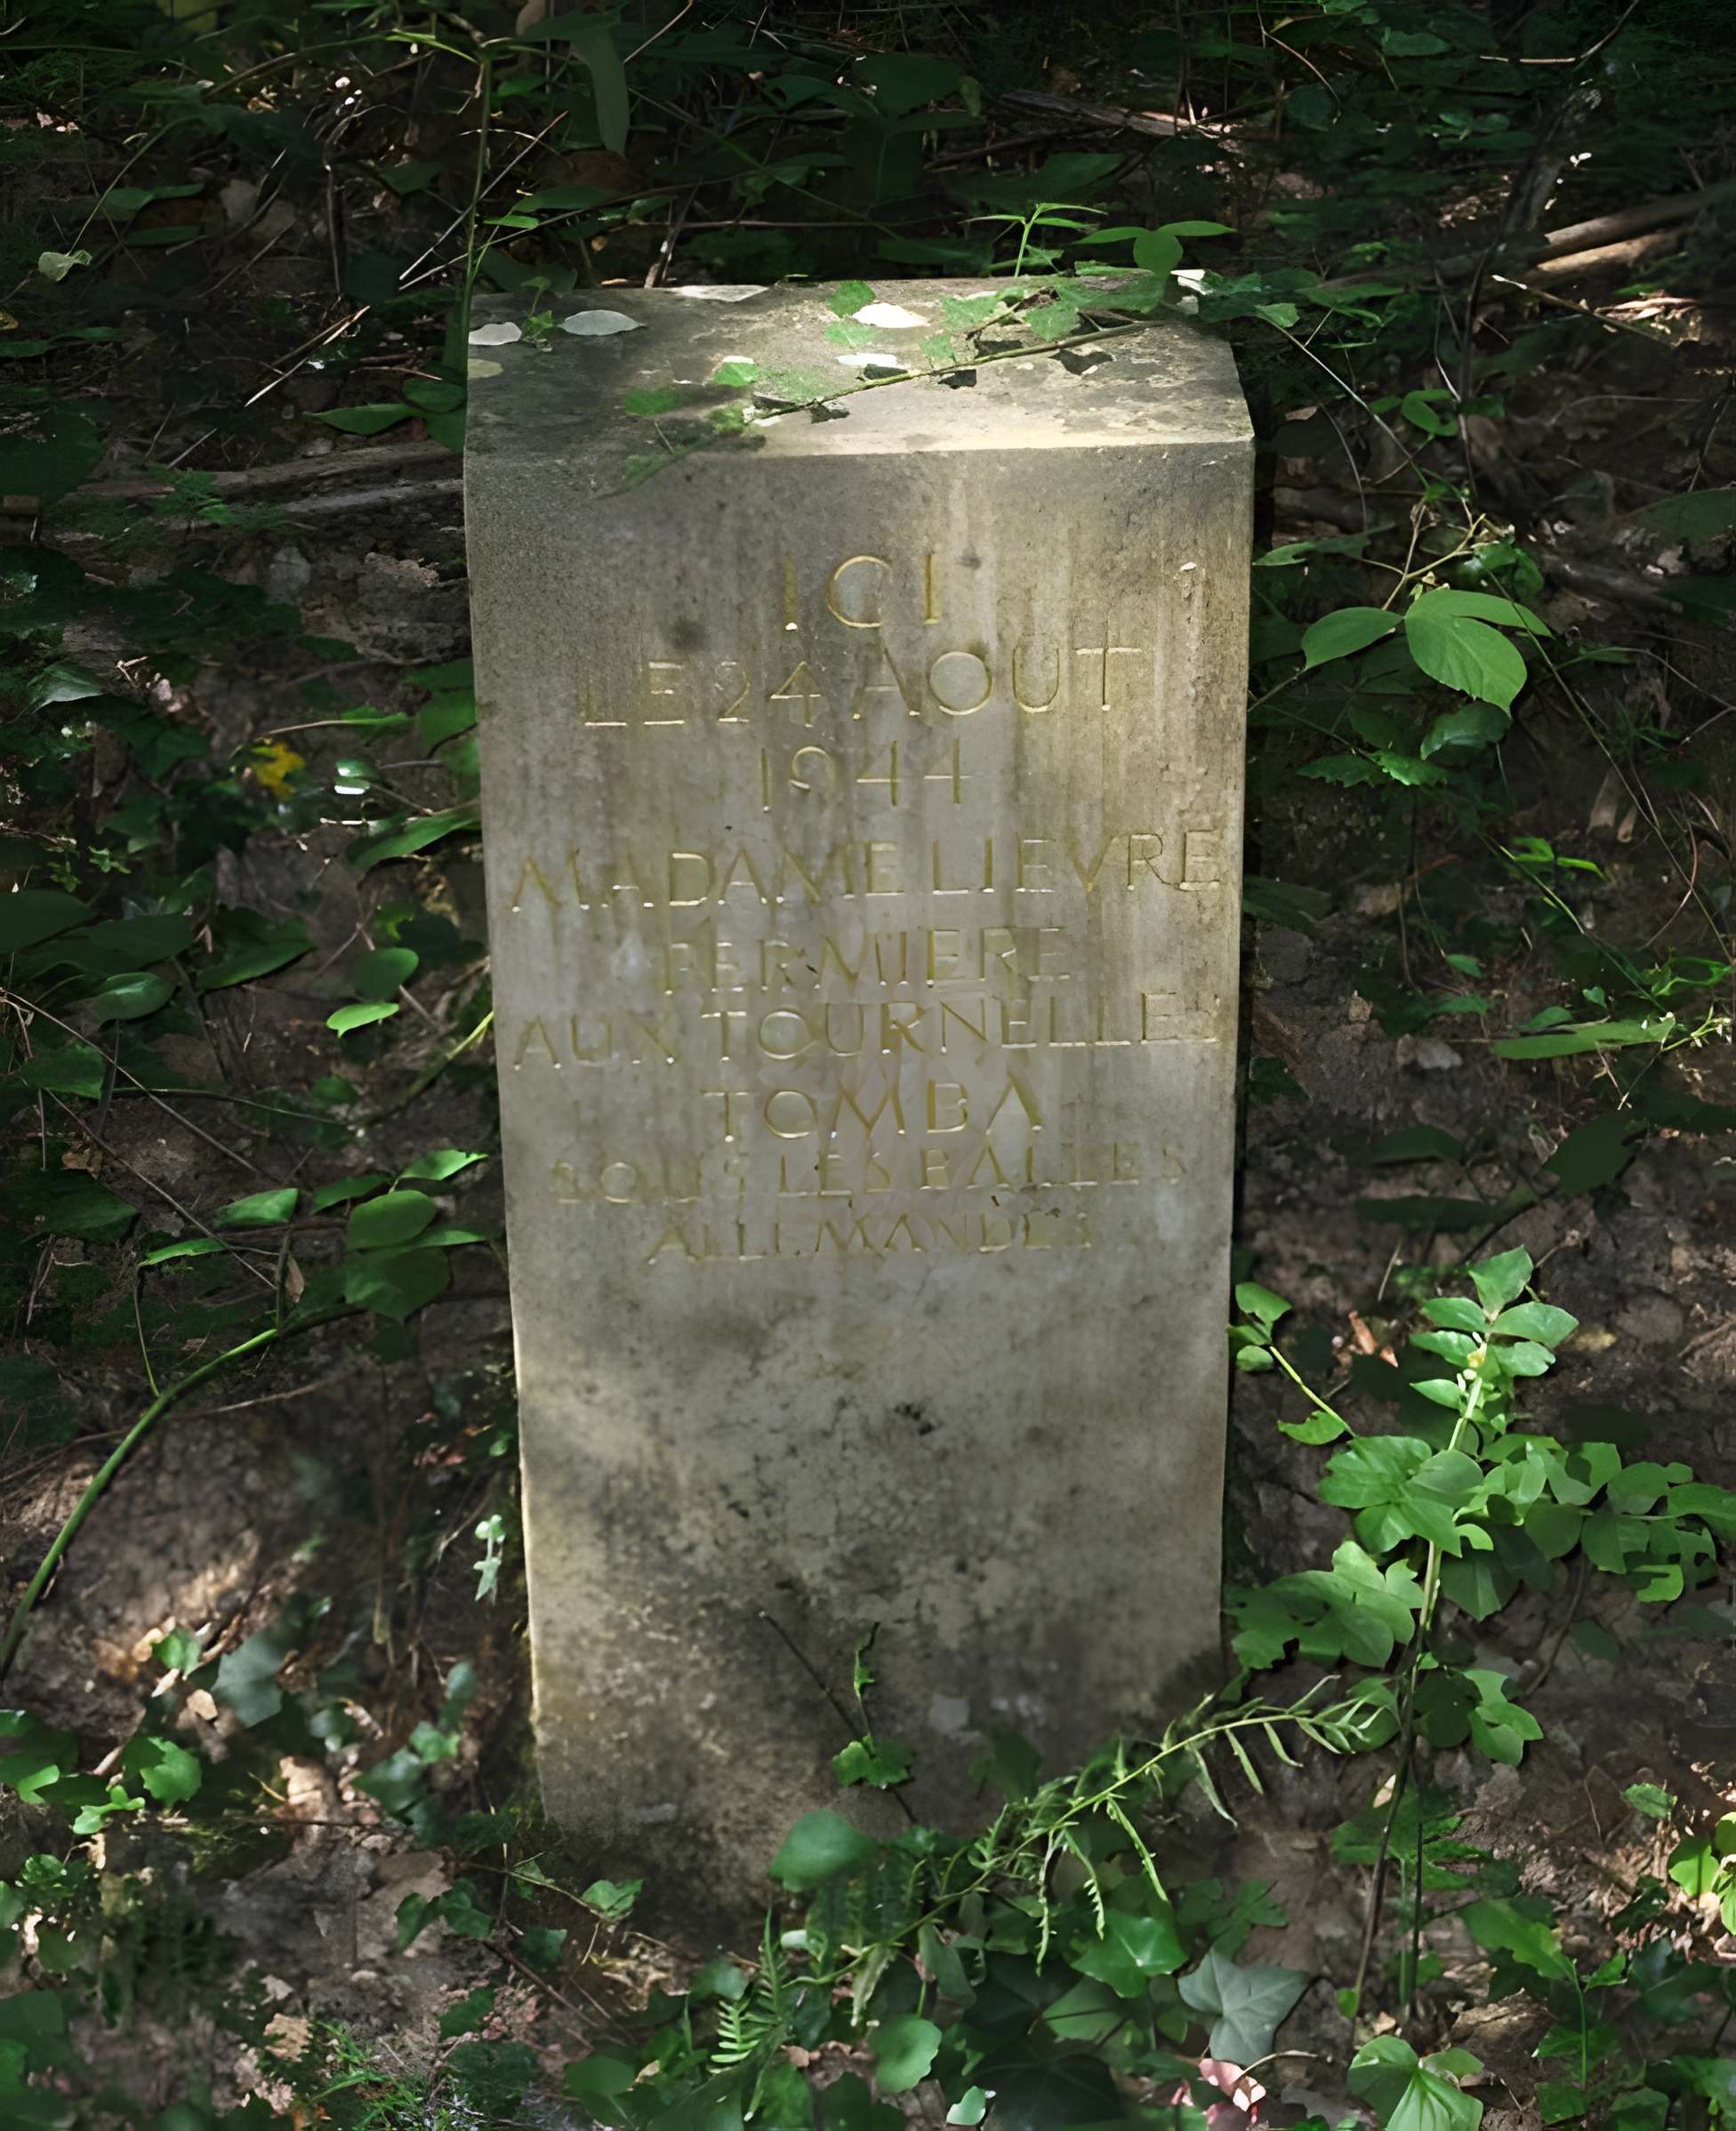 ICI
LE 24 AOUT
1944
MADAME LIEVRE
FERMIERE
AUX TOURNELLES
TOMBA
SOUS LES BALLES
ALLEMANDES